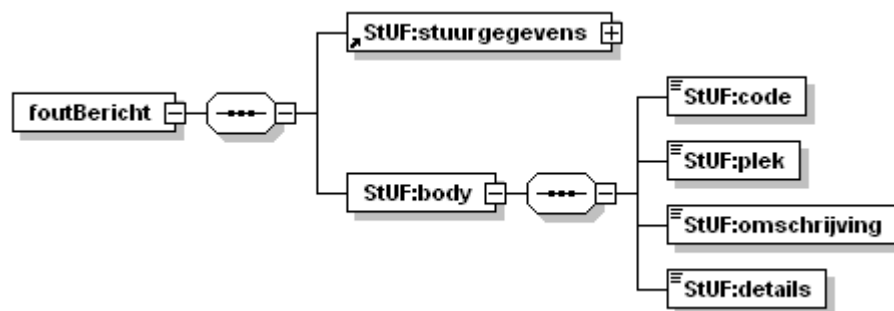 StUF:stuurgegevens
foutBericht
StUF:body
StUF:code
StUF:plek
StUF:omschrijving
StUF:details